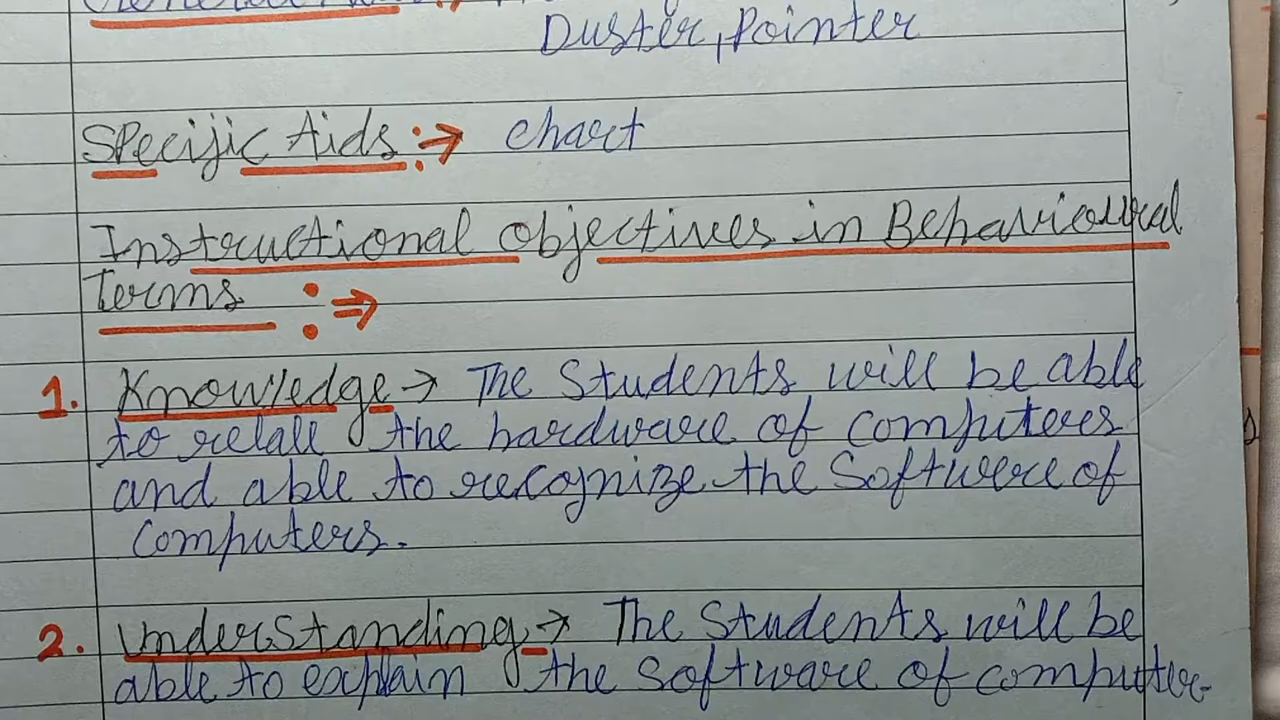 Duster, Pointer
Specific Aids :→ Chart
Instructional Objectives in Behavioural
Terms :⇒
1. Knowledge → The Students will be able
to relall the hardware of computers
and able to recognize the Softwere of
Computers.
2. Understanding → The Students will be
able to explain the software of computer-